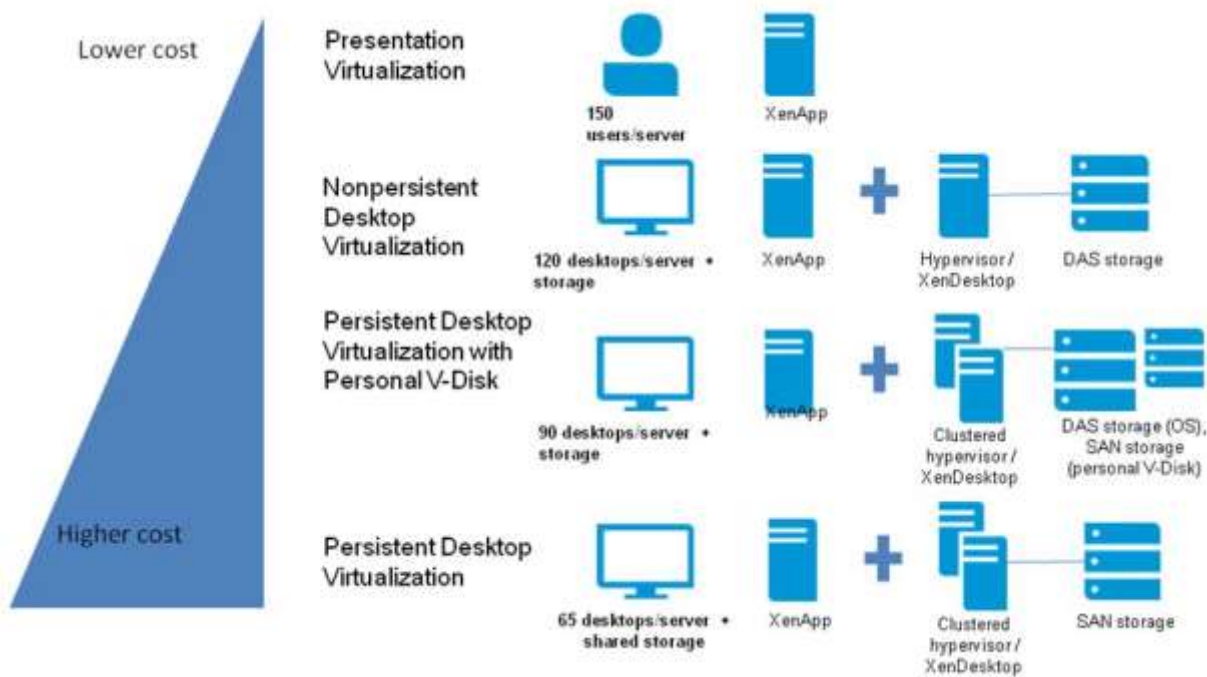 Lower cost
Presentation
Virtualization
150
users/server
XenApp
Nonpersistent
Desktop
Virtualization
120 desktops/server +
storage
XenApp
Hypervisor /
XenDesktop
DAS storage
Persistent Desktop
Virtualization with
Personal V-Disk
90 desktops/server +
storage
XenApp
Clustered
hypervisor /
XenDesktop
DAS storage (OS),
SAN storage
(personal V-Disk)
Higher cost
Persistent Desktop
Virtualization
65 desktops/server +
shared storage
XenApp
Clustered
hypervisor /
XenDesktop
SAN storage